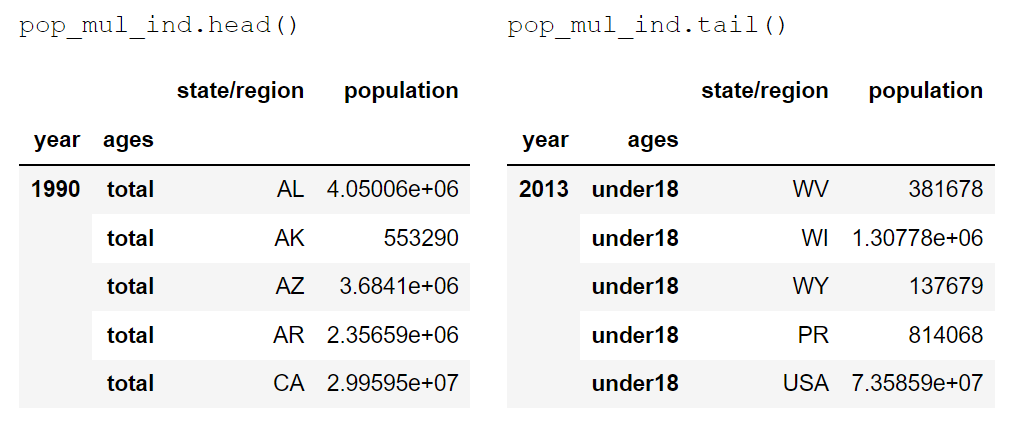 pop_mul_ind.head()
state/region population
year ages
1990 total AL 4.05006e+06
total AK 553290
total AZ 3.6841e+06
total AR 2.35659e+06
total CA 2.99595e+07
pop_mul_ind.tail()
state/region population
year ages
2013 under18 WV 381678
under18 WI 1.30778e+06
under18 WY 137679
under18 PR 814068
under18 USA 7.35859e+07